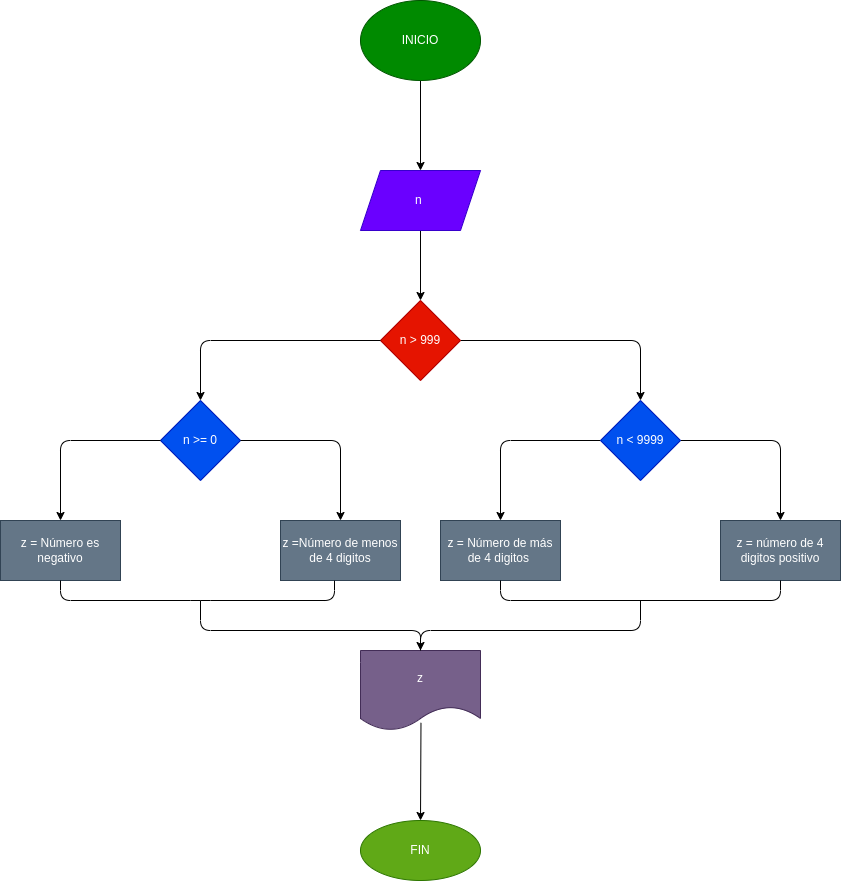 INICIO
n
n > 999
n >= 0
n < 9999
z = Número es
negativo
z =Número de menos
de 4 digitos
z = Número de más
de 4 digitos
z = número de 4
digitos positivo
z
FIN